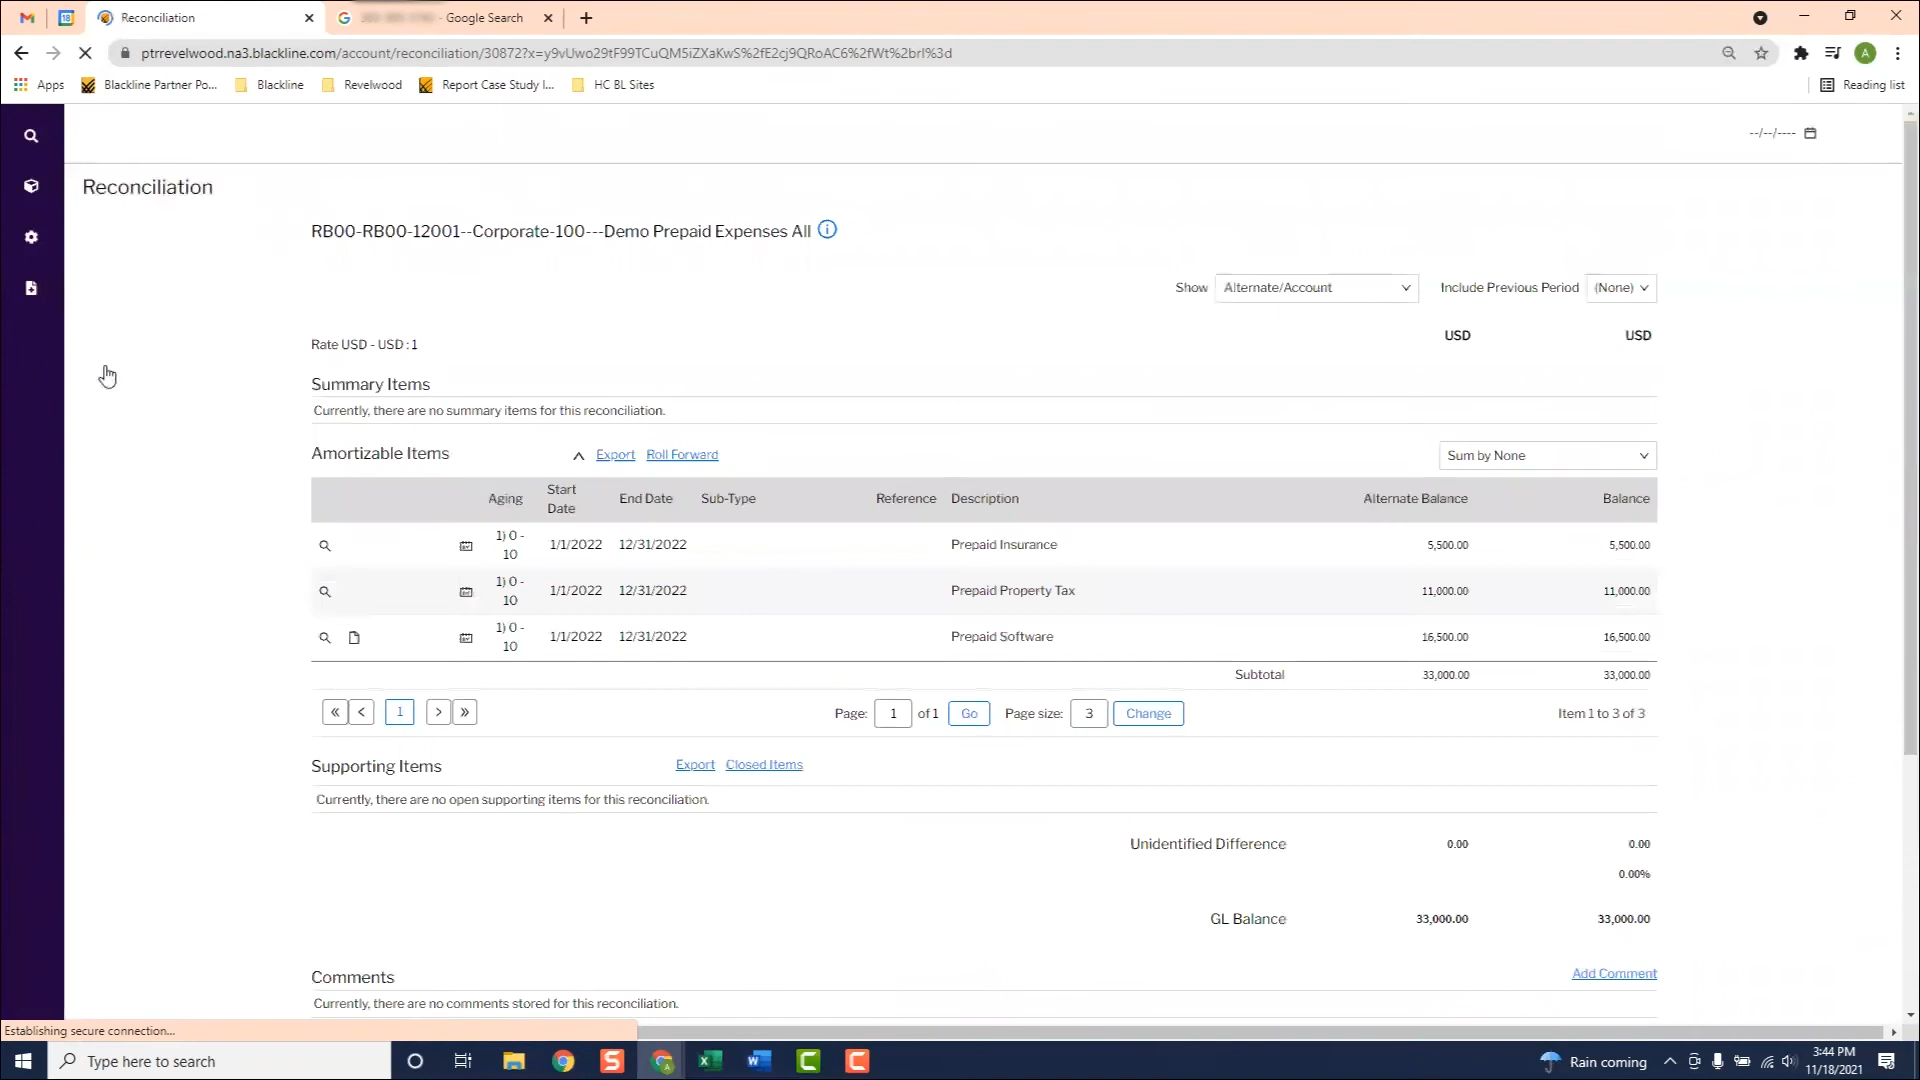 Reconciliation
- Google Search
ptrrevelwood.na3.blackline.com/account/reconciliation/30872?x=y9vUwo29tF99TCuQM5iZXaKwS%2fE2cj9QRoAC6%2fWt%2brI%3d
A
Apps
Blackline Partner Po...
Blackline
Revelwood
Report Case Study I...
HC BL Sites
Reading list
--/--/----
Reconciliation
RB00-RB00-12001--Corporate-100---Demo Prepaid Expenses All
Show Alternate/Account Include Previous Period (None)
USD USD
Rate USD - USD : 1
Summary Items
Currently, there are no summary items for this reconciliation.
Amortizable Items Export Roll Forward Sum by None
Aging Start Date End Date Sub-Type Reference Description Alternate Balance Balance
1) 0 - 10 1/1/2022 12/31/2022 Prepaid Insurance 5,500.00 5,500.00
1) 0 - 10 1/1/2022 12/31/2022 Prepaid Property Tax 11,000.00 11,000.00
1) 0 - 10 1/1/2022 12/31/2022 Prepaid Software 16,500.00 16,500.00
Subtotal 33,000.00 33,000.00
« < 1 > » Page: 1 of 1 Go Page size: 3 Change Item 1 to 3 of 3
Supporting Items Export Closed Items
Currently, there are no open supporting items for this reconciliation.
Unidentified Difference 0.00 0.00
0.00%
GL Balance 33,000.00 33,000.00
Comments Add Comment
Currently, there are no comments stored for this reconciliation.
Establishing secure connection...
Type here to search
Rain coming
3:44 PM
11/18/2021